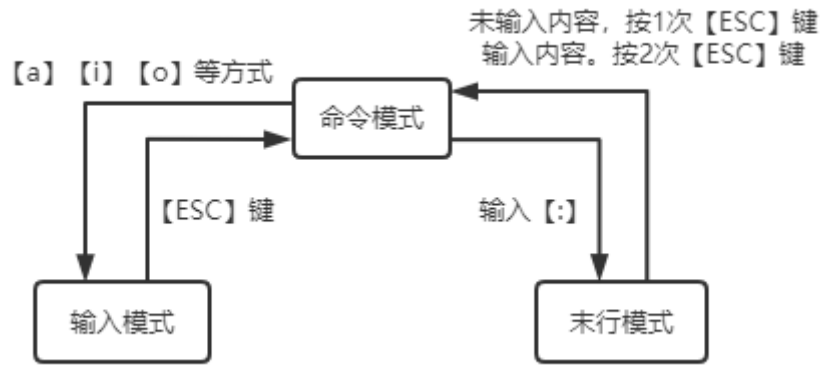 未输入内容，按1次【ESC】键
输入内容。按2次【ESC】键
【a】【i】【o】等方式
命令模式
【ESC】键
输入【:】
输入模式
末行模式